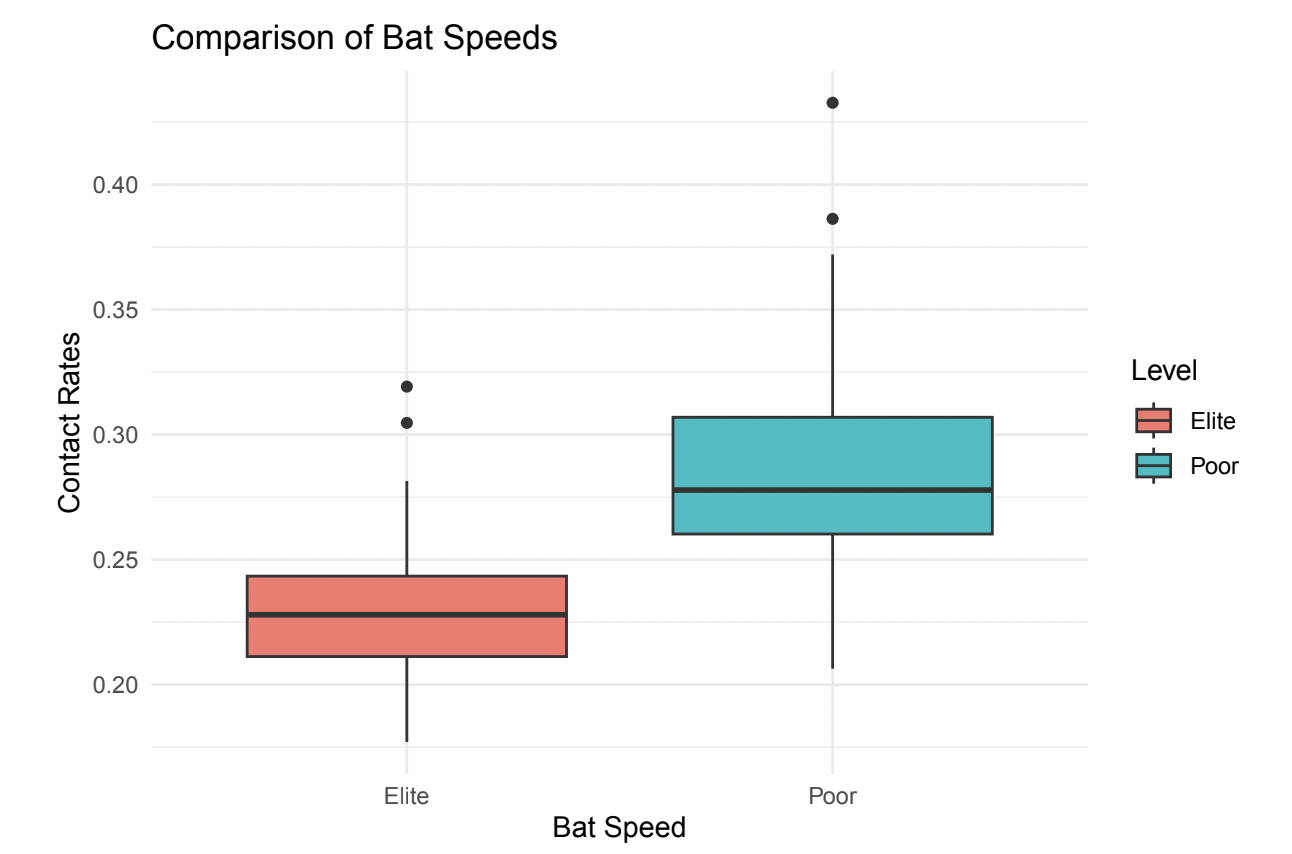 Comparison of Bat Speeds
Contact Rates
0.40
0.35
0.30
0.25
0.20
Elite
Poor
Bat Speed
Level
Elite
Poor